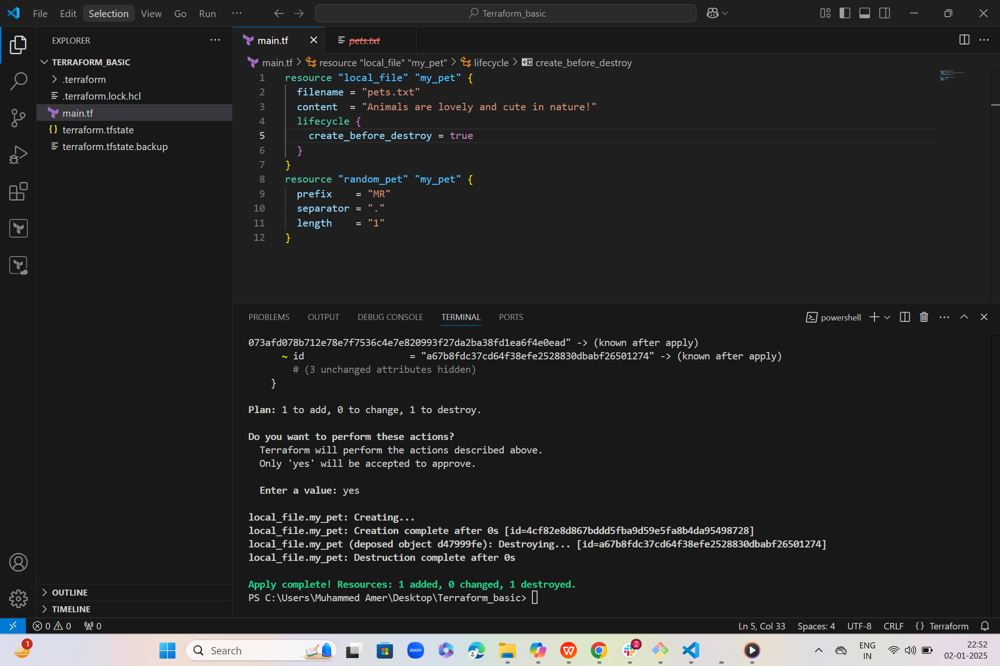 File Edit Selection View Go Run ··· Terraform_basic
EXPLORER
TERRAFORM_BASIC
.terraform
.terraform.lock.hcl
main.tf
terraform.tfstate
terraform.tfstate.backup
OUTLINE
TIMELINE
main.tf pets.txt
main.tf > resource "local_file" "my_pet" > lifecycle > create_before_destroy
1 resource "local_file" "my_pet" {
2 filename = "pets.txt"
3 content = "Animals are lovely and cute in nature!"
4 lifecycle {
5 create_before_destroy = true
6 }
7 }
8 resource "random_pet" "my_pet" {
9 prefix = "MR"
10 separator = "."
11 length = "1"
12 }
PROBLEMS OUTPUT DEBUG CONSOLE TERMINAL PORTS powershell
073afd078b712e78e7f7536c4e7e820993f27da2ba38fd1ea6f4e0ead" -> (known after apply)
~ id = "a67b8fdc37cd64f38efe2528830dbabf26501274" -> (known after apply)
# (3 unchanged attributes hidden)
}
Plan: 1 to add, 0 to change, 1 to destroy.
Do you want to perform these actions?
Terraform will perform the actions described above.
Only 'yes' will be accepted to approve.
Enter a value: yes
local_file.my_pet: Creating...
local_file.my_pet: Creation complete after 0s [id=4cf82e8d867bddd5fba9d59e5fa8b4da95498728]
local_file.my_pet (deposed object d47999fe): Destroying... [id=a67b8fdc37cd64f38efe2528830dbabf26501274]
local_file.my_pet: Destruction complete after 0s
Apply complete! Resources: 1 added, 0 changed, 1 destroyed.
PS C:\Users\Muhammed Amer\Desktop\Terraform_basic>
0 0 0 Ln 5, Col 33 Spaces: 4 UTF-8 CRLF {} Terraform
1 Search zoom 2 ENG IN 22:52
02-01-2025